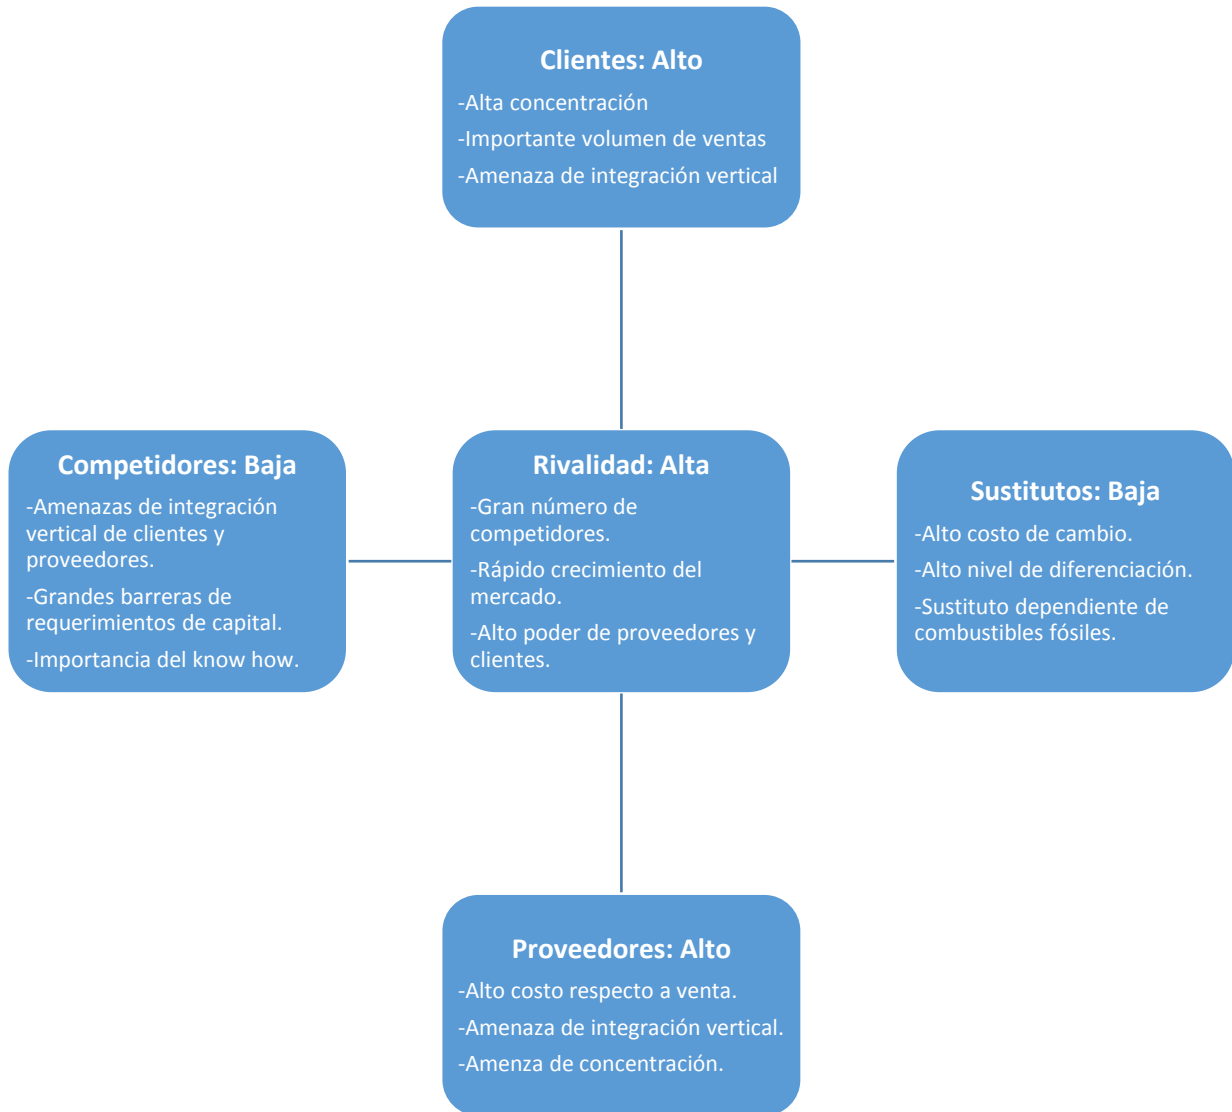 Clientes: Alto
-Alta concentración
-Importante volumen de ventas
-Amenaza de integración vertical
Competidores: Baja
-Amenazas de integración
vertical de clientes y
proveedores.
-Grandes barreras de
requerimientos de capital.
-Importancia del know how.
Rivalidad: Alta
-Gran número de
competidores.
-Rápido crecimiento del
mercado.
-Alto poder de proveedores y
clientes.
Sustitutos: Baja
-Alto costo de cambio.
-Alto nivel de diferenciación.
-Sustituto dependiente de
combustibles fósiles.
Proveedores: Alto
-Alto costo respecto a venta.
-Amenaza de integración vertical.
-Amenza de concentración.